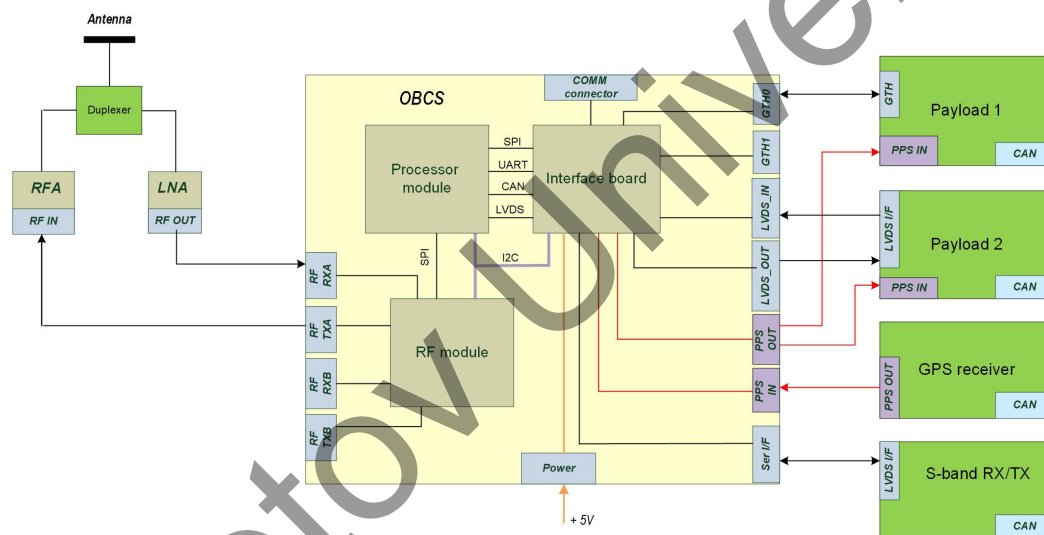 Antenna
Duplexer
RFA
RF IN
LNA
RF OUT
OBCS
COMM
connector
Processor
module
SPI
UART
CAN
LVDS
Interface board
SPI
I2C
RF module
RF
RXA
RF
TXA
RF
RXB
RF
TXB
Power
+ 5V
GTH0
GTH1
LVDS_IN
LVDS_OUT
PPS
OUT
PPS
IN
Ser I/F
GTH
Payload 1
PPS IN
CAN
LVDS I/F
Payload 2
PPS IN
CAN
GPS receiver
PPS OUT
CAN
LVDS I/F
S-band RX/TX
CAN
etov Unive